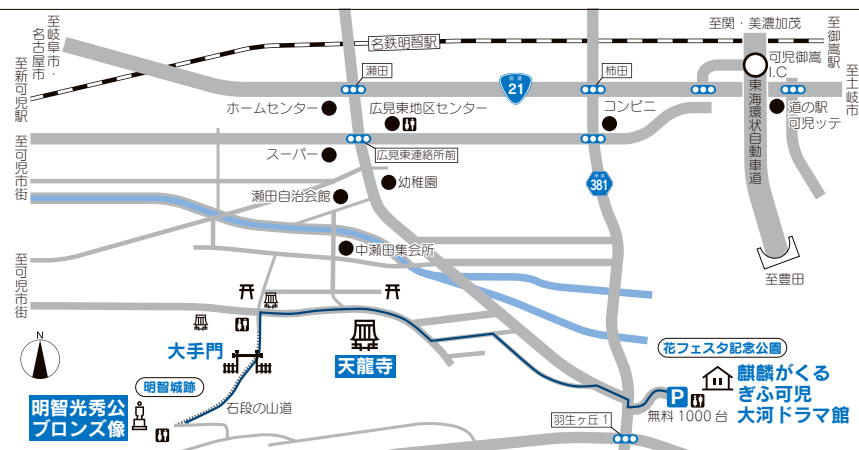 至岐阜市・
名古屋市
至新可児駅
至可児市街
至可児市街
名鉄明智駅
瀬田
国道
21
柿田
至関・美濃加茂
至御嵩駅
至土岐市
可児御嵩
I.C
東海環状自動車道
道の駅
可児ッテ
ホームセンター
広見東地区センター
コンビニ
スーパー
広見東連絡所前
幼稚園
瀬田自治会館
県道
381
中瀬田集会所
至豊田
N
大手門
天龍寺
明智城跡
石段の山道
明智光秀公
ブロンズ像
花フェスタ記念公園
麒麟がくる
ぎふ可児
大河ドラマ館
P
無料1000台
羽生ヶ丘1